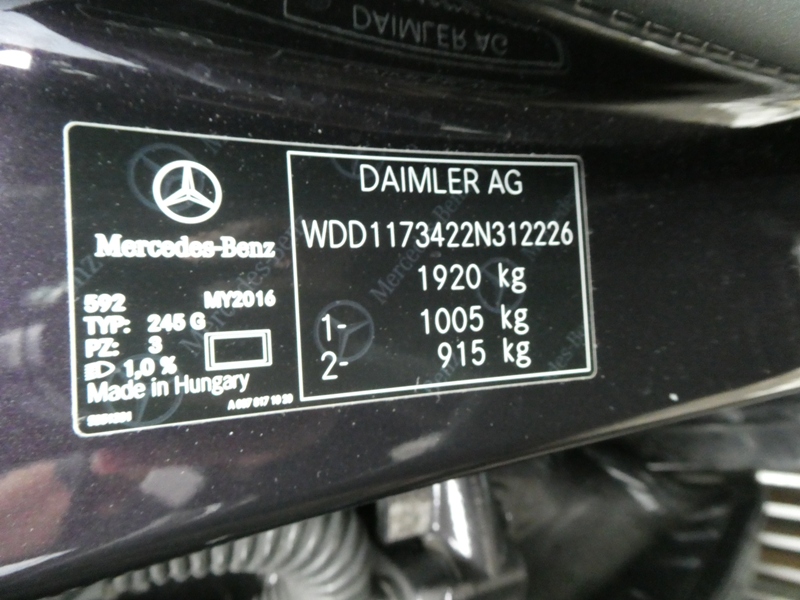 DAIMLER AG
Mercedes-Benz
592 MY2016
TYP: 245 G
PZ: 3
1,0 %
Made in Hungary
DAIMLER AG
WDD1173422N312226
1920 kg
1- 1005 kg
2- 915 kg